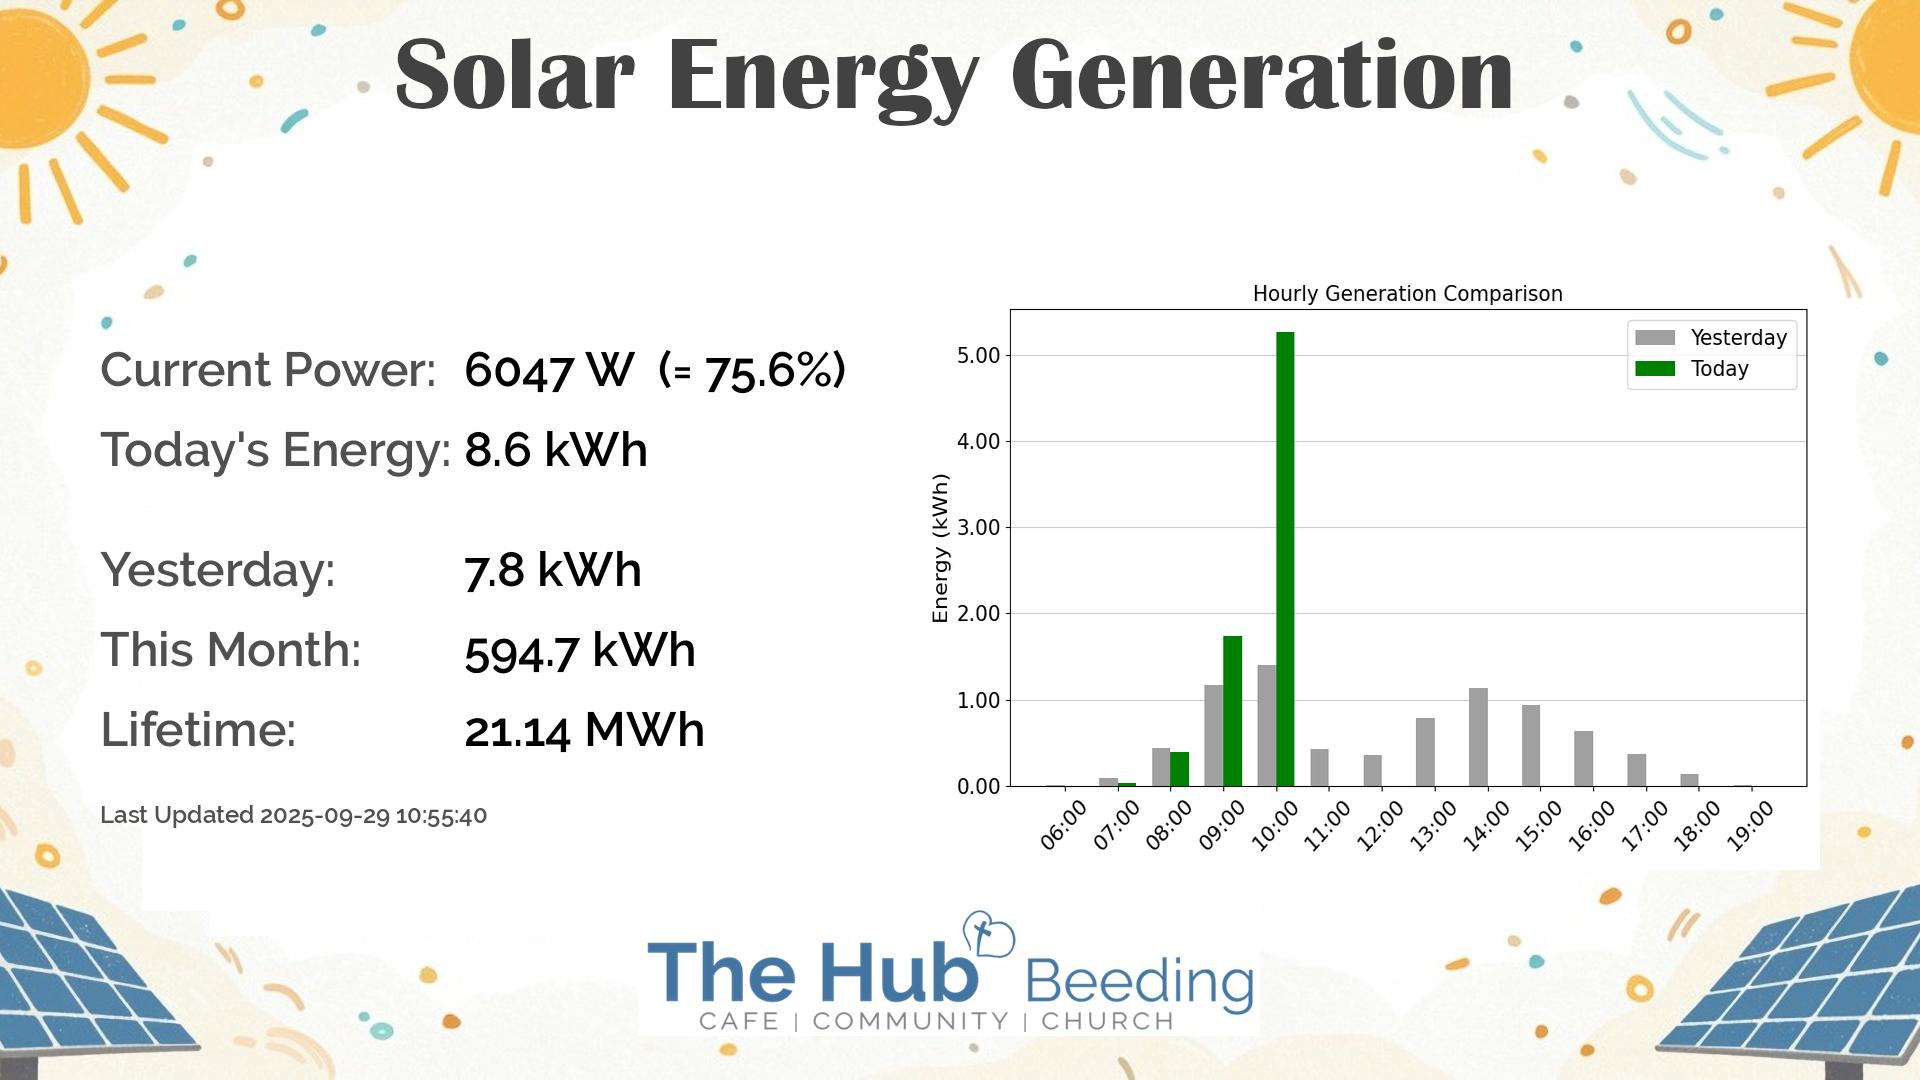 Solar Energy Generation
Current Power: 6047 W (= 75.6%)
Today's Energy: 8.6 kWh
Yesterday: 7.8 kWh
This Month: 594.7 kWh
Lifetime: 21.14 MWh
Last Updated 2025-09-29 10:55:40
Hourly Generation Comparison
Yesterday
Today
Energy (kWh)
5.00
4.00
3.00
2.00
1.00
0.00
06:00 07:00 08:00 09:00 10:00 11:00 12:00 13:00 14:00 15:00 16:00 17:00 18:00 19:00
The Hub Beeding
CAFE | COMMUNITY | CHURCH